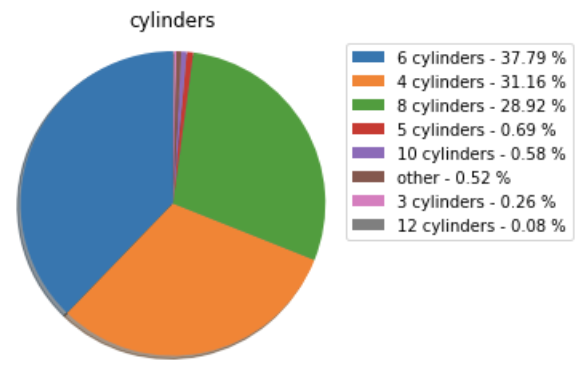 cylinders
6 cylinders - 37.79 %
4 cylinders - 31.16 %
8 cylinders - 28.92 %
5 cylinders - 0.69 %
10 cylinders - 0.58 %
other - 0.52 %
3 cylinders - 0.26 %
12 cylinders - 0.08 %